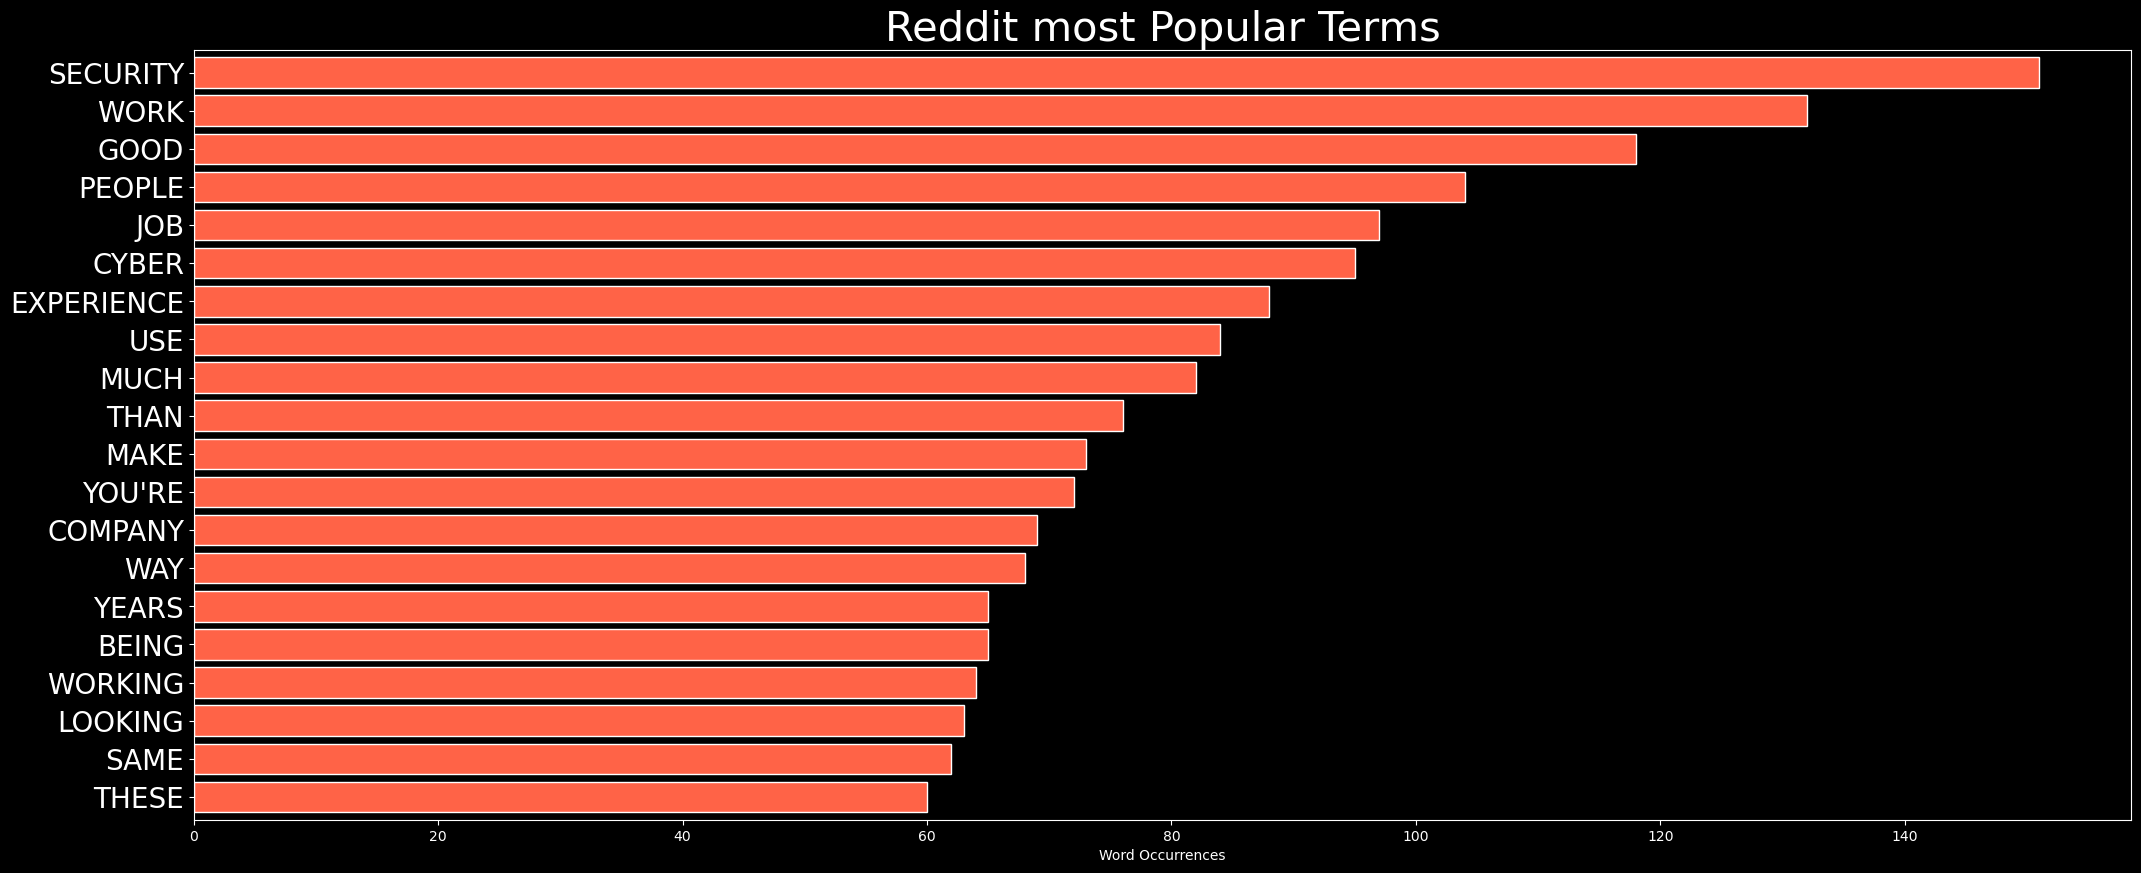 Reddit most Popular Terms
SECURITY
WORK
GOOD
PEOPLE
JOB
CYBER
EXPERIENCE
USE
MUCH
THAN
MAKE
YOU'RE
COMPANY
WAY
YEARS
BEING
WORKING
LOOKING
SAME
THESE
0 20 40 60 80 100 120 140
Word Occurrences